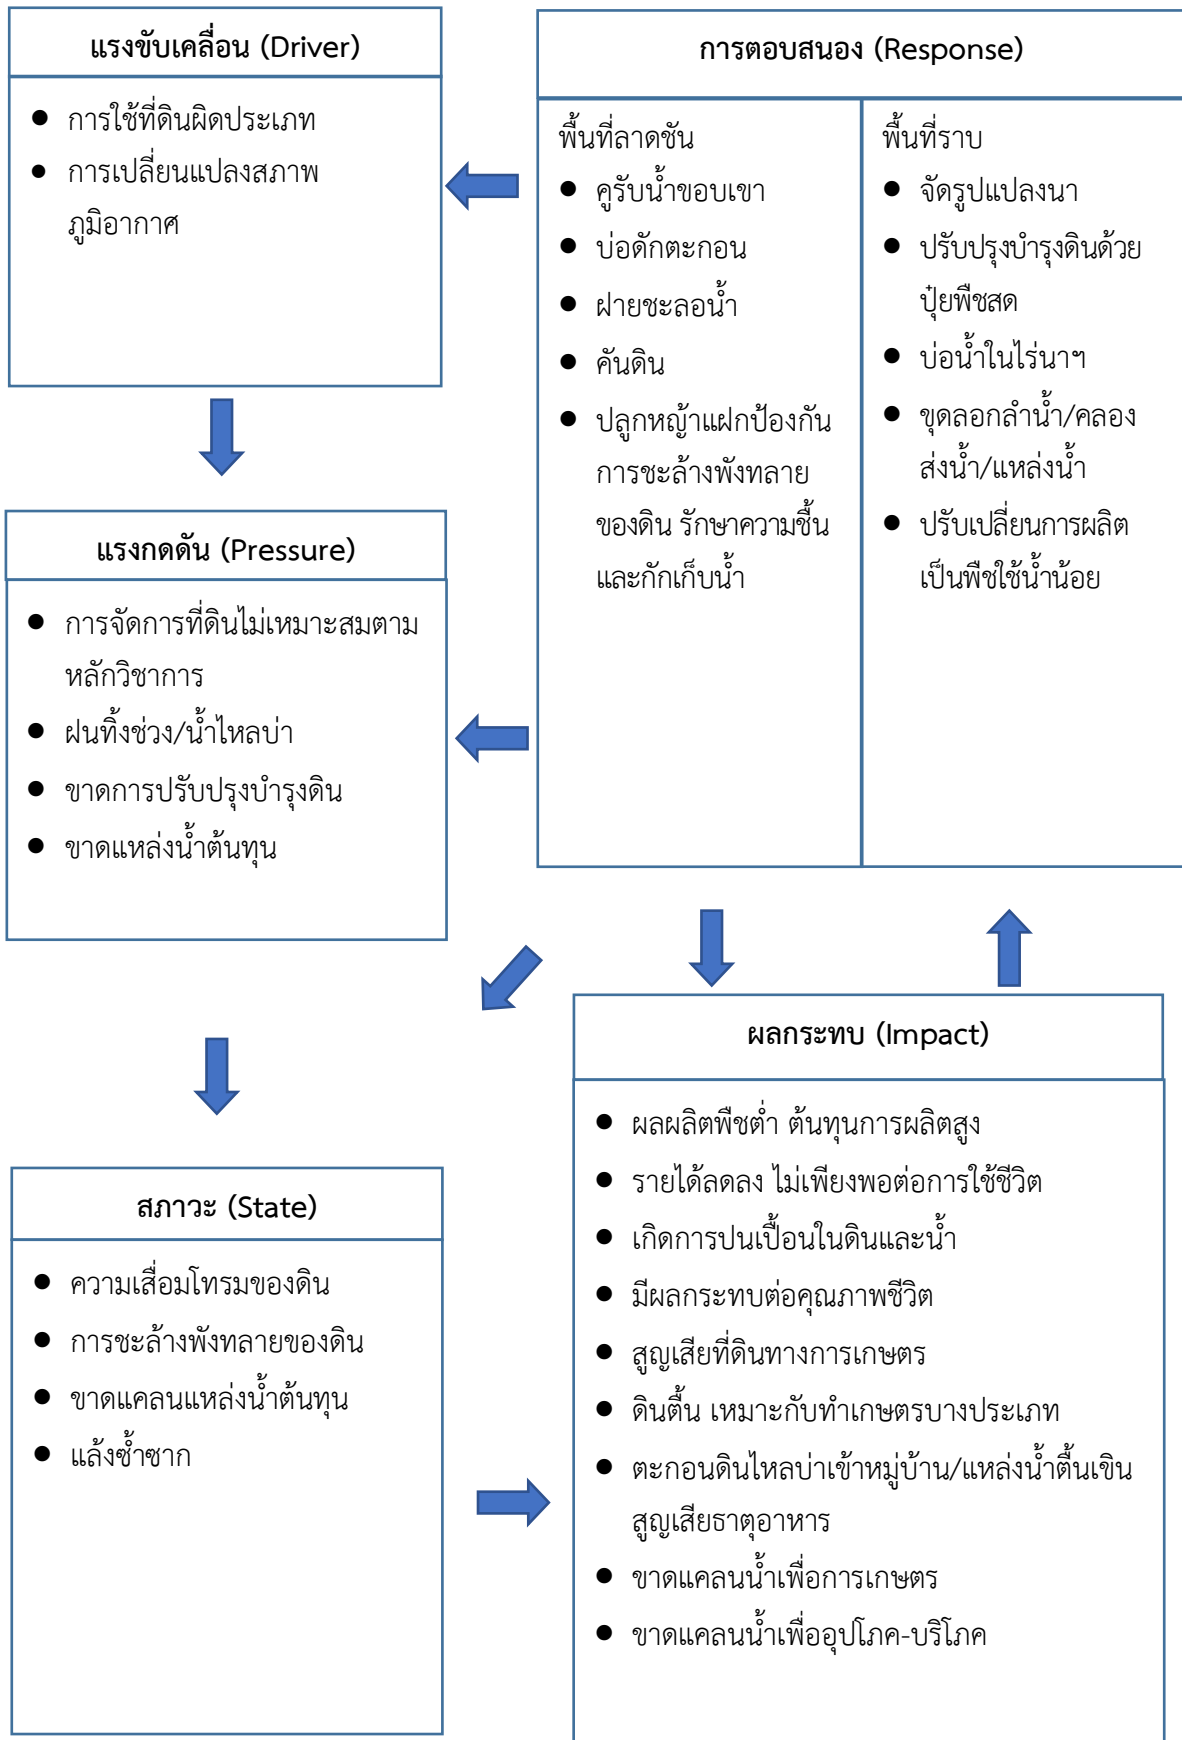 แรงขับเคลื่อน (Driver)
● การใช้ที่ดินผิดประเภท
● การเปลี่ยนแปลงสภาพ
ภูมิอากาศ
การตอบสนอง (Response)
พื้นที่ลาดชัน
● คูรับน้ำขอบเขา
● บ่อดักตะกอน
● ฝายชะลอน้ำ
● คันดิน
● ปลูกหญ้าแฝกป้องกัน
การชะล้างพังทลาย
ของดิน รักษาความชื้น
และกักเก็บน้ำ
พื้นที่ราบ
● จัดรูปแปลงนา
● ปรับปรุงบำรุงดินด้วย
ปุ๋ยพืชสด
● บ่อน้ำในไร่นาฯ
● ขุดลอกลำน้ำ/คลอง
ส่งน้ำ/แหล่งน้ำ
● ปรับเปลี่ยนการผลิต
เป็นพืชใช้น้ำน้อย
แรงกดดัน (Pressure)
● การจัดการที่ดินไม่เหมาะสมตาม
หลักวิชาการ
● ฝนทิ้งช่วง/น้ำไหลบ่า
● ขาดการปรับปรุงบำรุงดิน
● ขาดแหล่งน้ำต้นทุน
สภาวะ (State)
● ความเสื่อมโทรมของดิน
● การชะล้างพังทลายของดิน
● ขาดแคลนแหล่งน้ำต้นทุน
● แล้งซ้ำซาก
ผลกระทบ (Impact)
● ผลผลิตพืชต่ำ ต้นทุนการผลิตสูง
● รายได้ลดลง ไม่เพียงพอต่อการใช้ชีวิต
● เกิดการปนเปื้อนในดินและน้ำ
● มีผลกระทบต่อคุณภาพชีวิต
● สูญเสียที่ดินทางการเกษตร
● ดินตื้น เหมาะกับทำเกษตรบางประเภท
● ตะกอนดินไหลบ่าเข้าหมู่บ้าน/แหล่งน้ำตื้นเขิน
สูญเสียธาตุอาหาร
● ขาดแคลนน้ำเพื่อการเกษตร
● ขาดแคลนน้ำเพื่ออุปโภค-บริโภค